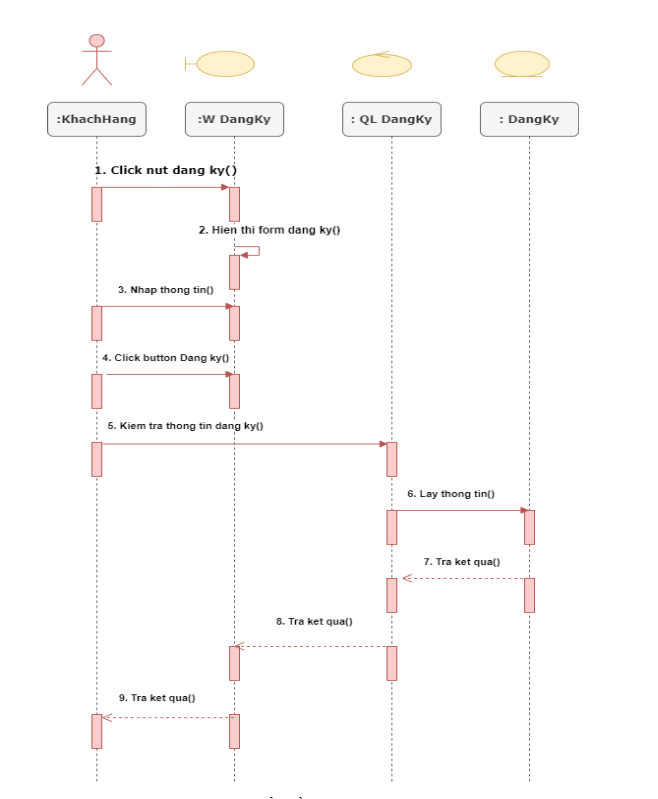 :KhachHang
:W DangKy
: QL DangKy
: DangKy
1. Click nut dang ky()
2. Hien thi form dang ky()
3. Nhap thong tin()
4. Click button Dang ky()
5. Kiem tra thong tin dang ky()
6. Lay thong tin()
7. Tra ket qua()
8. Tra ket qua()
9. Tra ket qua()